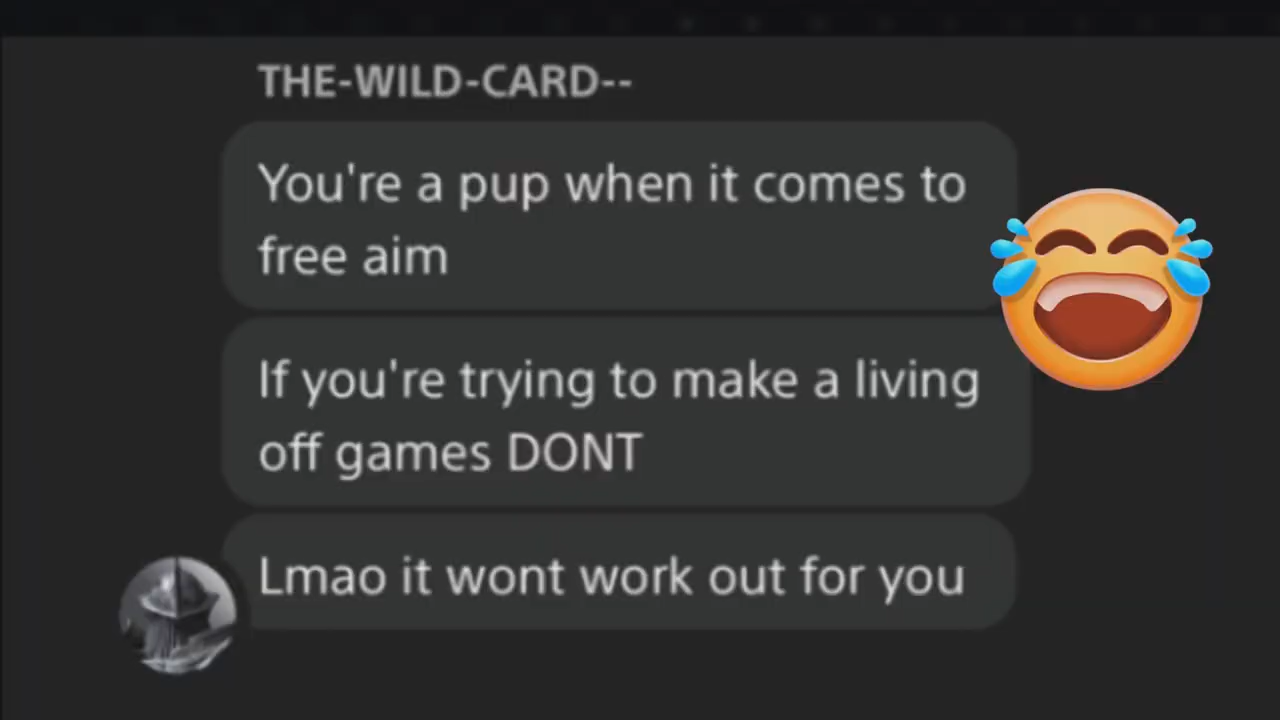 THE-WILD-CARD--
You're a pup when it comes to
free aim
If you're trying to make a living
off games DONT
Lmao it wont work out for you